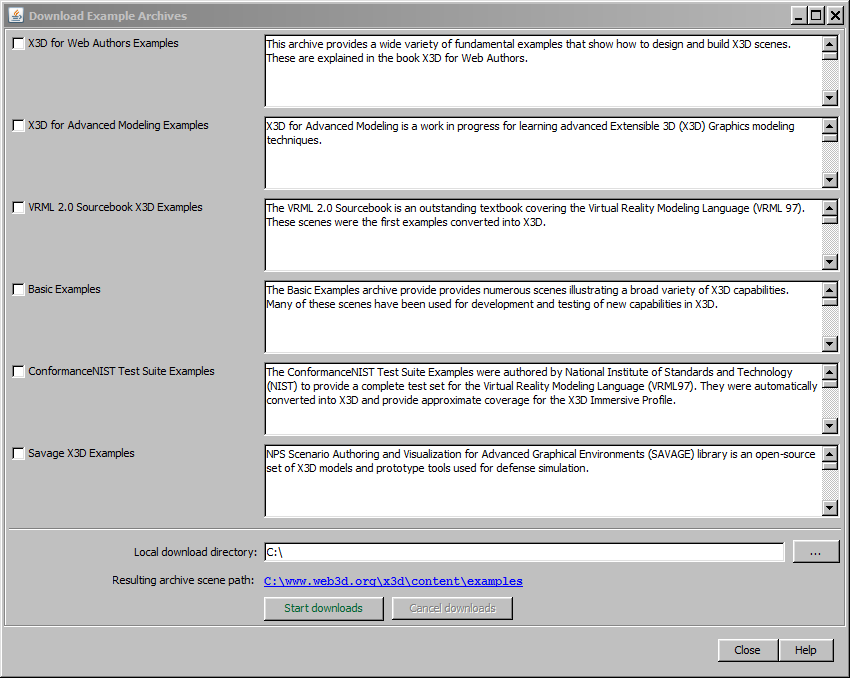 Download Example Archives
X3D for Web Authors Examples
This archive provides a wide variety of fundamental examples that show how to design and build X3D scenes.
These are explained in the book X3D for Web Authors.
X3D for Advanced Modeling Examples
X3D for Advanced Modeling is a work in progress for learning advanced Extensible 3D (X3D) Graphics modeling
techniques.
VRML 2.0 Sourcebook X3D Examples
The VRML 2.0 Sourcebook is an outstanding textbook covering the Virtual Reality Modeling Language (VRML 97).
These scenes were the first examples converted into X3D.
Basic Examples
The Basic Examples archive provide provides numerous scenes illustrating a broad variety of X3D capabilities.
Many of these scenes have been used for development and testing of new capabilities in X3D.
ConformanceNIST Test Suite Examples
The ConformanceNIST Test Suite Examples were authored by National Institute of Standards and Technology
(NIST) to provide a complete test set for the Virtual Reality Modeling Language (VRML97). They were automatically
converted into X3D and provide approximate coverage for the X3D Immersive Profile.
Savage X3D Examples
NPS Scenario Authoring and Visualization for Advanced Graphical Environments (SAVAGE) library is an open-source
set of X3D models and prototype tools used for defense simulation.
Local download directory:
C:\
...
Resulting archive scene path:
C:\www.web3d.org\x3d\content\examples
Start downloads
Cancel downloads
Close
Help